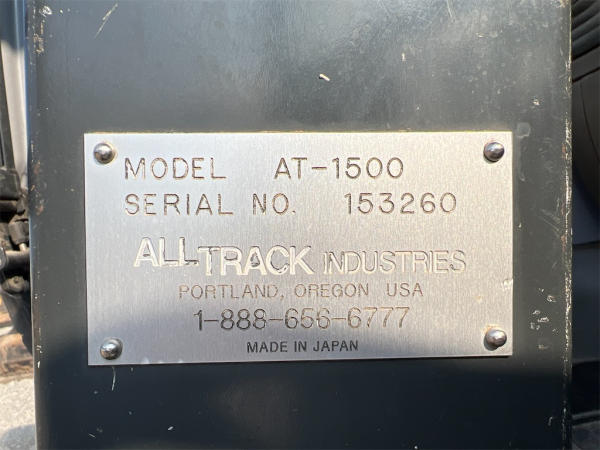 MODEL AT-1500
SERIAL NO. 153260
ALLTRACK INDUSTRIES
PORTLAND, OREGON USA
1-888-656-6777
MADE IN JAPAN